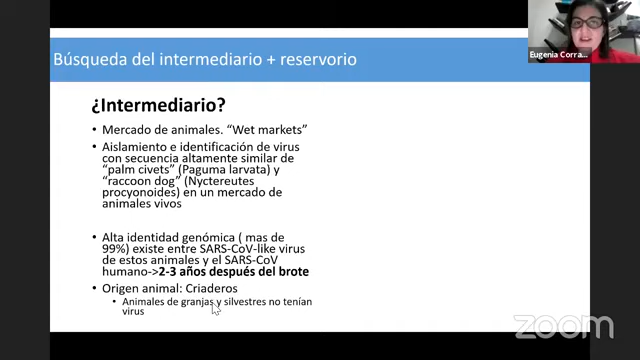 Búsqueda del intermediario + reservorio
Eugenia Corra...
¿Intermediario?
• Mercado de animales. “Wet markets”
• Aislamiento e identificación de virus
con secuencia altamente similar de
“palm civets” (Paguma larvata) y
“raccoon dog” (Nyctereutes
procyonoides) en un mercado de
animales vivos
• Alta identidad genómica ( mas de
99%) existe entre SARS-CoV-like virus
de estos animales y el SARS-CoV
humano->2-3 años después del brote
• Origen animal: Criaderos
• Animales de granjas y silvestres no tenían
virus
zoom